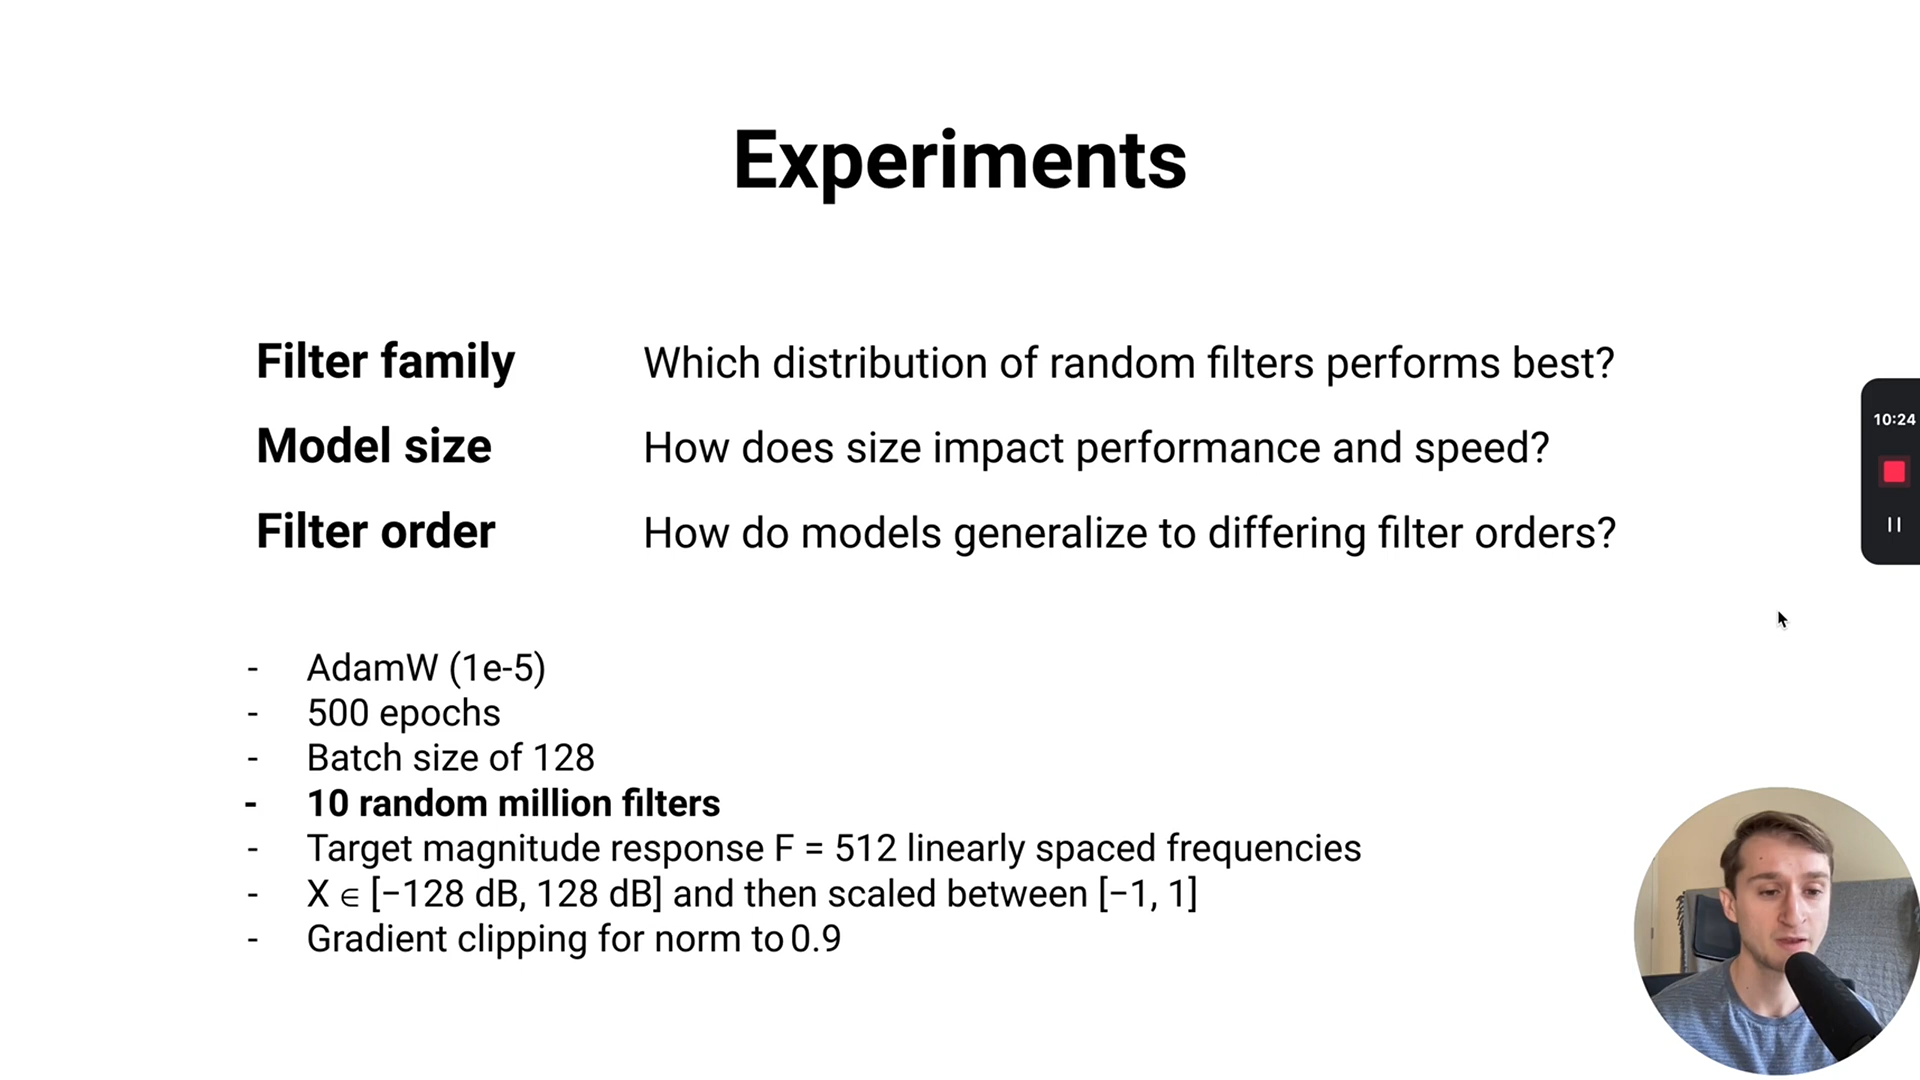 Experiments
Filter family Which distribution of random filters performs best?
Model size How does size impact performance and speed?
Filter order How do models generalize to differing filter orders?
10:24
- AdamW (1e-5)
- 500 epochs
- Batch size of 128
- 10 random million filters
- Target magnitude response F = 512 linearly spaced frequencies
- X ∈ [−128 dB, 128 dB] and then scaled between [−1, 1]
- Gradient clipping for norm to 0.9